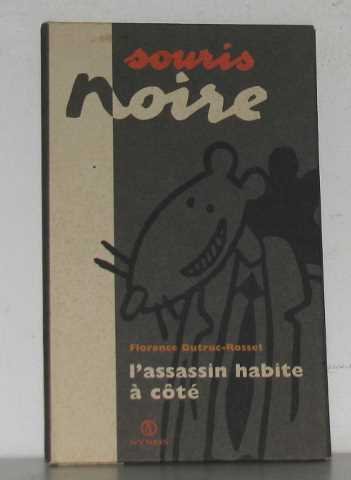 souris
noire
Florence Dutruc-Rosset
l'assassin habite
à côté
SYROS